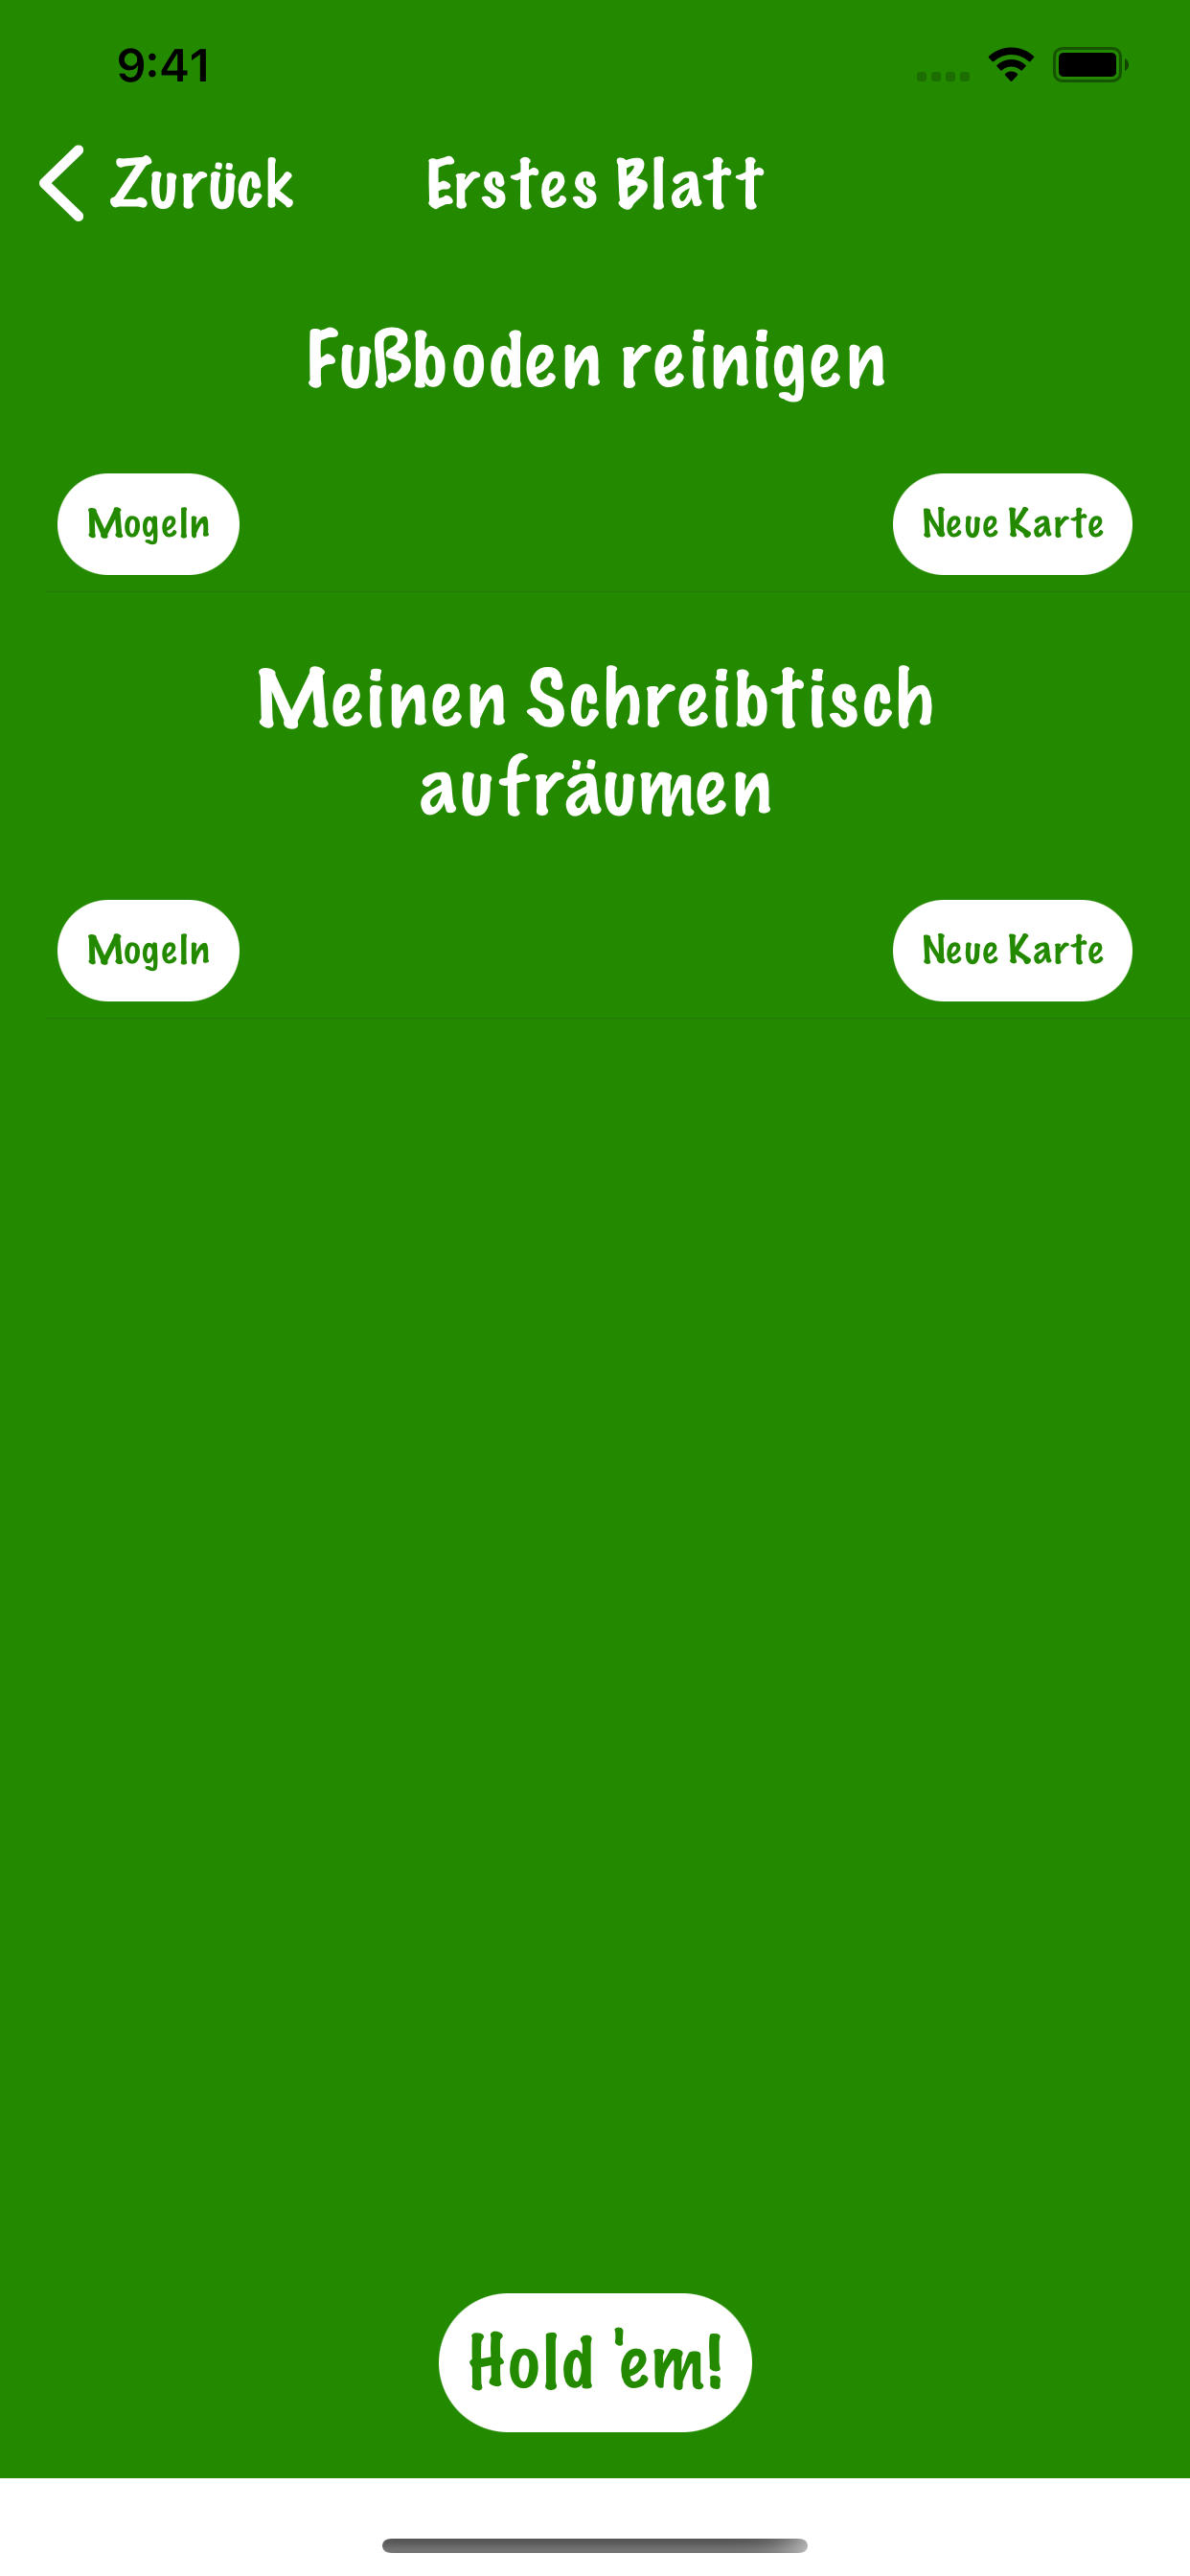 9:41
Zurück
Erstes Blatt
Fußboden reinigen
Mogeln
Neue Karte
Meinen Schreibtisch
aufräumen
Mogeln
Neue Karte
Hold 'em!